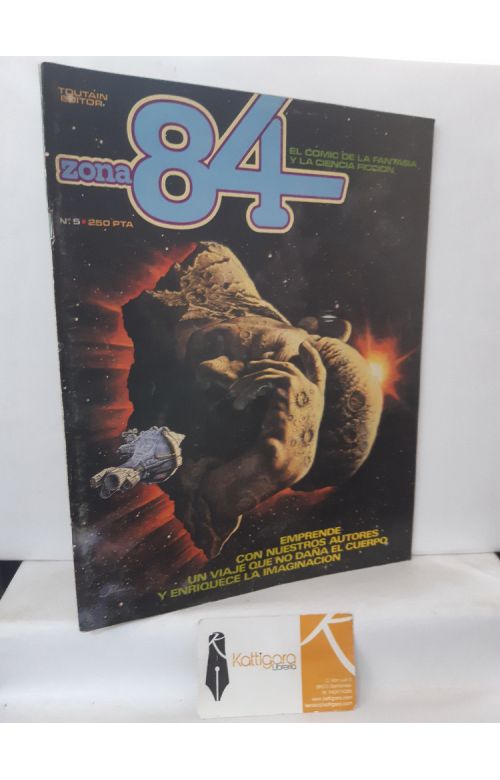 TOUTAIN
EDITOR
zona 84
EL COMIC DE LA FANTASIA
Y LA CIENCIA FICCION
Nº 5 250 PTA
EMPRENDE
CON NUESTROS AUTORES
UN VIAJE QUE NO DAÑA EL CUERPO
Y ENRIQUECE LA IMAGINACION
Kattigara
Librería